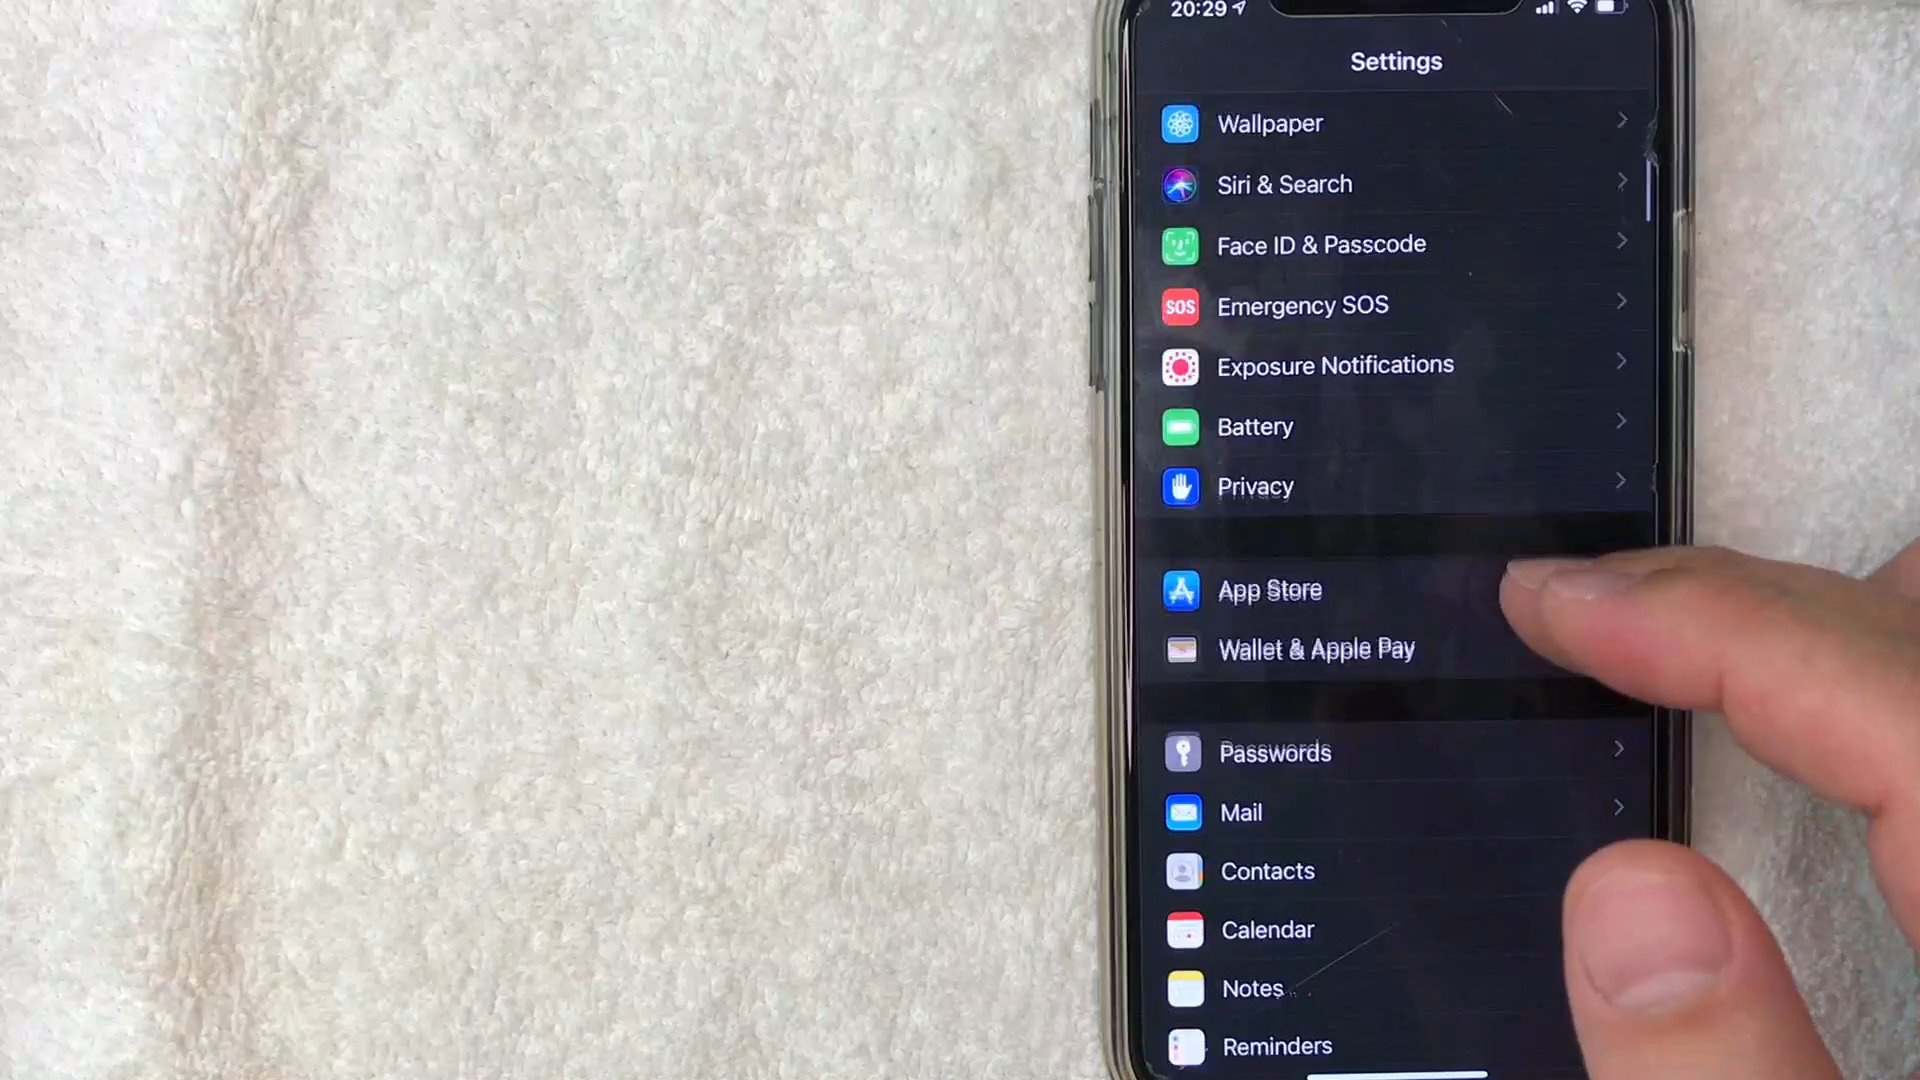 20:29
Settings
Wallpaper
Siri & Search
Face ID & Passcode
SOS Emergency SOS
Exposure Notifications
Battery
Privacy
App Store
Wallet & Apple Pay
Passwords
Mail
Contacts
Calendar
Notes
Reminders